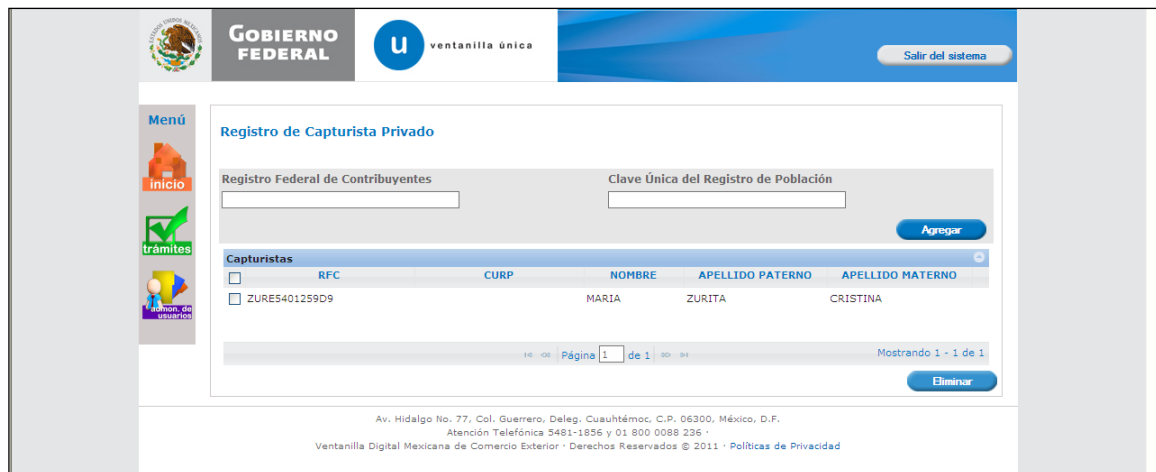 ESTADOS UNIDOS MEXICANOS
GOBIERNO
FEDERAL
u
ventanilla única
Salir del sistema
Menú
inicio
trámites
admon. de
usuarios
Registro de Capturista Privado
Registro Federal de Contribuyentes
Clave Única del Registro de Población
Agregar
Capturistas
RFC CURP NOMBRE APELLIDO PATERNO APELLIDO MATERNO
ZURE5401259D9 MARIA ZURITA CRISTINA
Página 1 de 1
Mostrando 1 - 1 de 1
Eliminar
Av. Hidalgo No. 77, Col. Guerrero, Deleg. Cuauhtémoc, C.P. 06300, México, D.F.
Atención Telefónica 5481-1856 y 01 800 0088 236 ·
Ventanilla Digital Mexicana de Comercio Exterior · Derechos Reservados © 2011 · Políticas de Privacidad